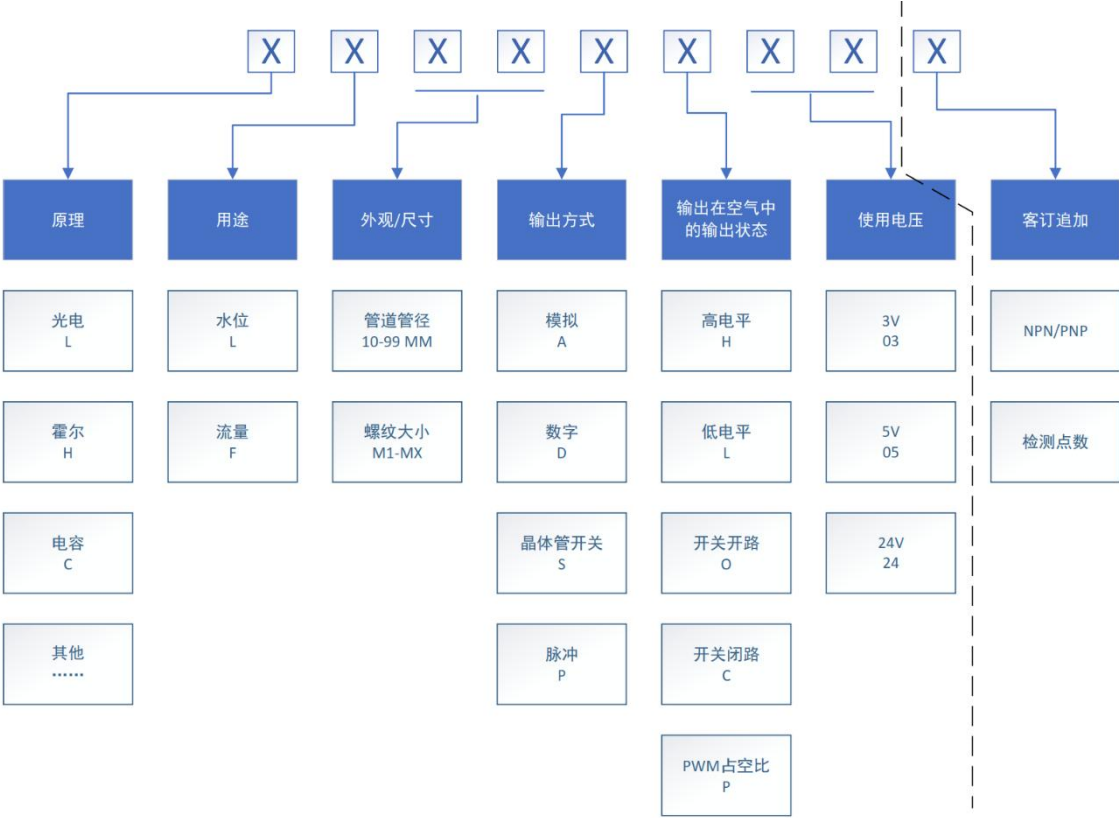 X X X X X X X X X
原理
用途
外观/尺寸
输出方式
输出在空气中
的输出状态
使用电压
客订追加
光电
L
水位
L
管道管径
10-99 MM
模拟
A
高电平
H
3V
03
NPN/PNP
霍尔
H
流量
F
螺纹大小
M1-MX
数字
D
低电平
L
5V
05
检测点数
电容
C
晶体管开关
S
开关开路
O
24V
24
其他
······
脉冲
P
开关闭路
C
PWM占空比
P